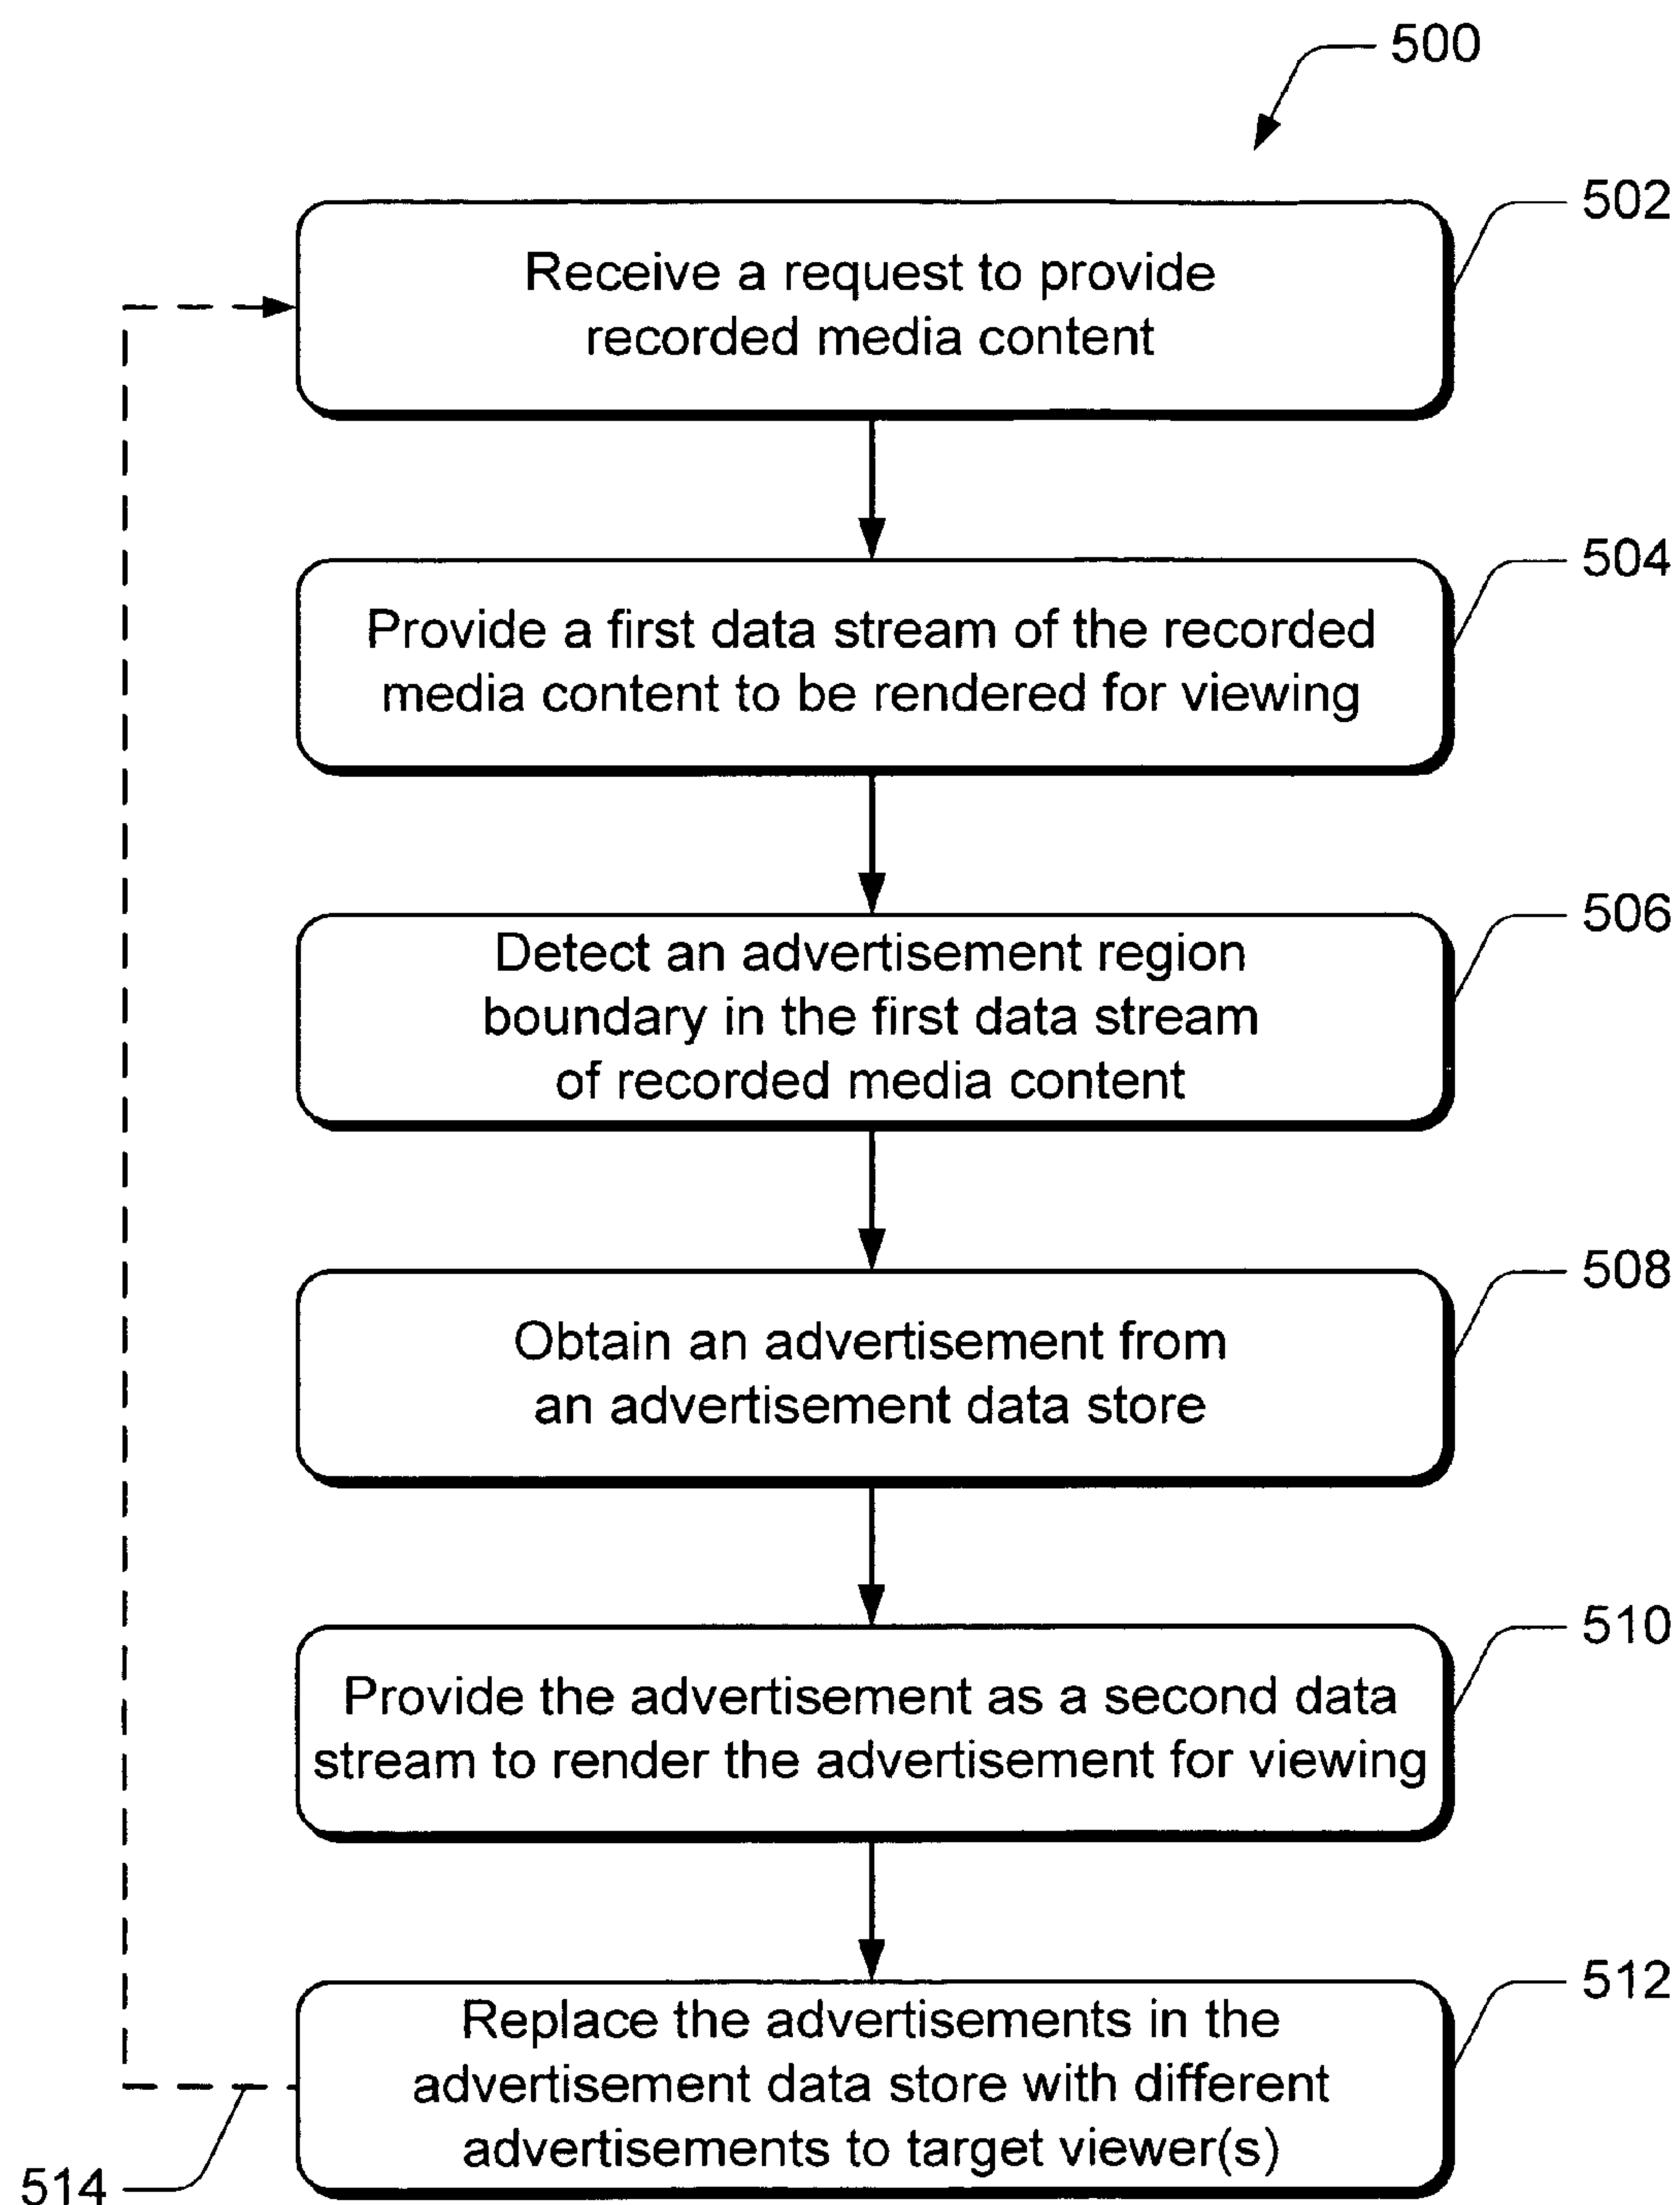 500
502
Receive a request to provide
recorded media content
504
Provide a first data stream of the recorded
media content to be rendered for viewing
506
Detect an advertisement region
boundary in the first data stream
of recorded media content
508
Obtain an advertisement from
an advertisement data store
510
Provide the advertisement as a second data
stream to render the advertisement for viewing
512
Replace the advertisements in the
advertisement data store with different
advertisements to target viewer(s)
514